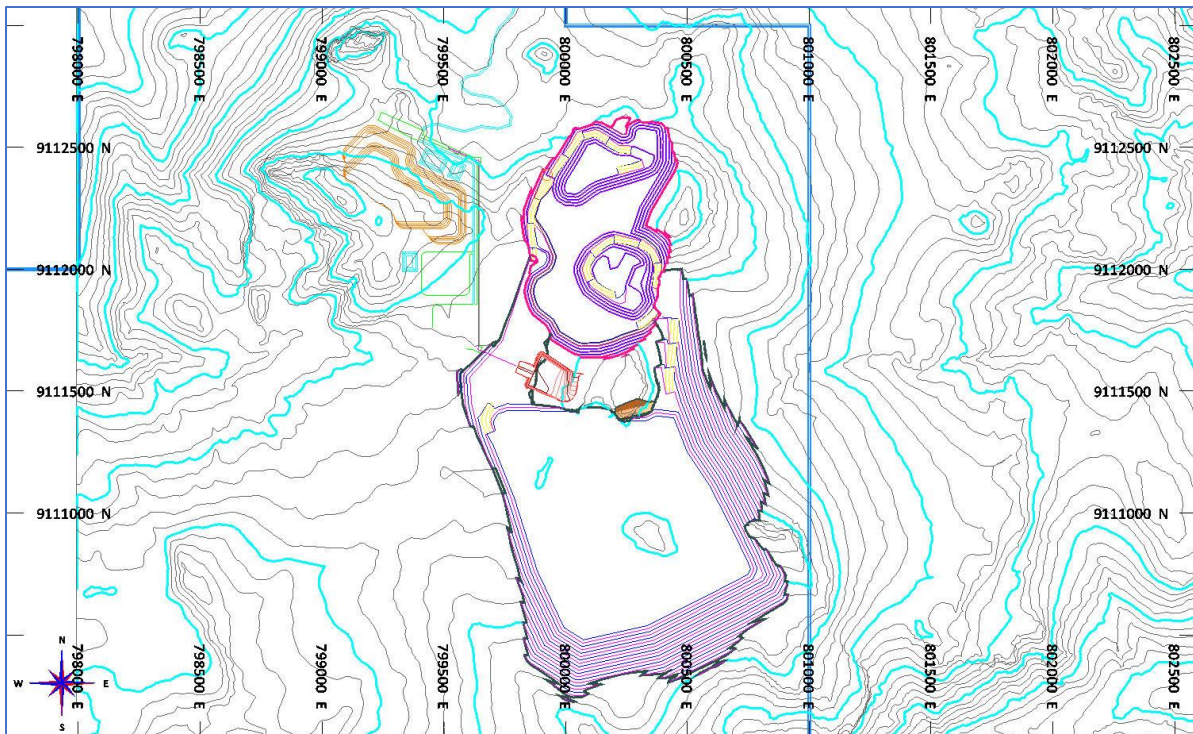 798000 E
798500 E
799000 E
799500 E
800000 E
800500 E
801000 E
801500 E
802000 E
802500 E
9112500 N
9112500 N
9112000 N
9112000 N
9111500 N
9111500 N
9111000 N
9111000 N
798000 E
798500 E
799000 E
799500 E
800000 E
800500 E
801000 E
801500 E
802000 E
802500 E
N
W
E
S